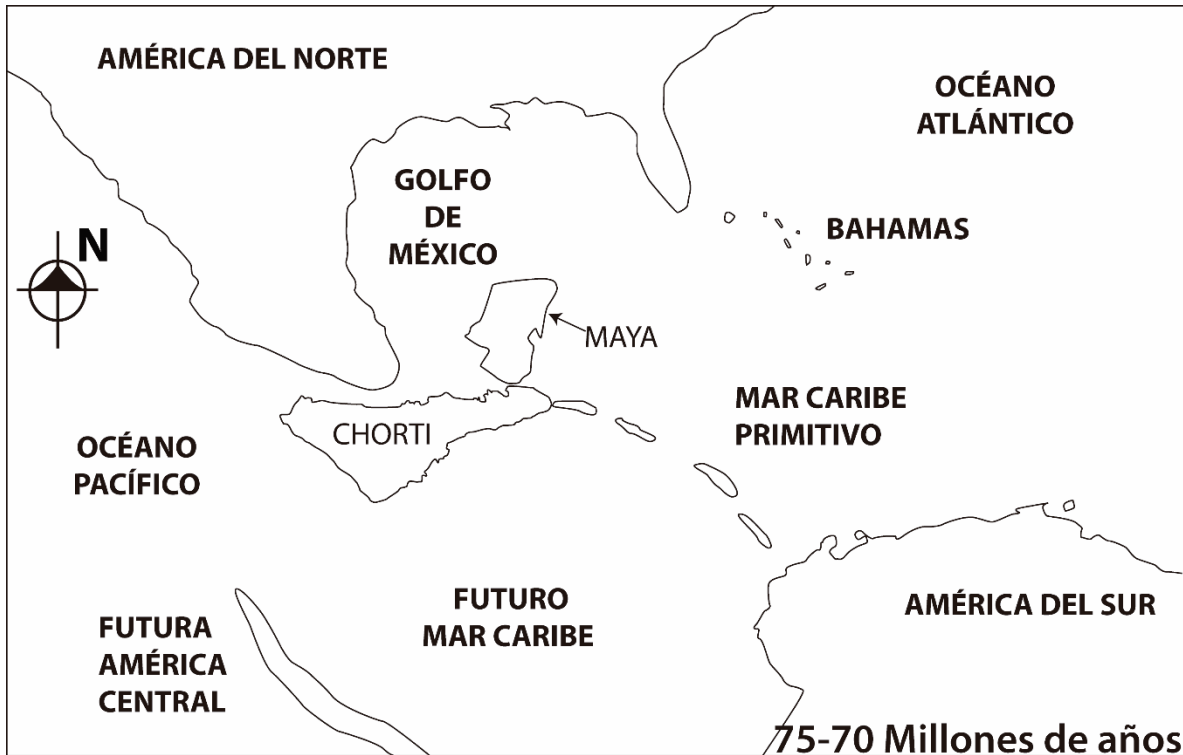 AMÉRICA DEL NORTE
OCÉANO
ATLÁNTICO
GOLFO
DE
MÉXICO
BAHAMAS
N
MAYA
MAR CARIBE
PRIMITIVO
CHORTI
OCÉANO
PACÍFICO
FUTURO
MAR CARIBE
AMÉRICA DEL SUR
FUTURA
AMÉRICA
CENTRAL
75-70 Millones de años